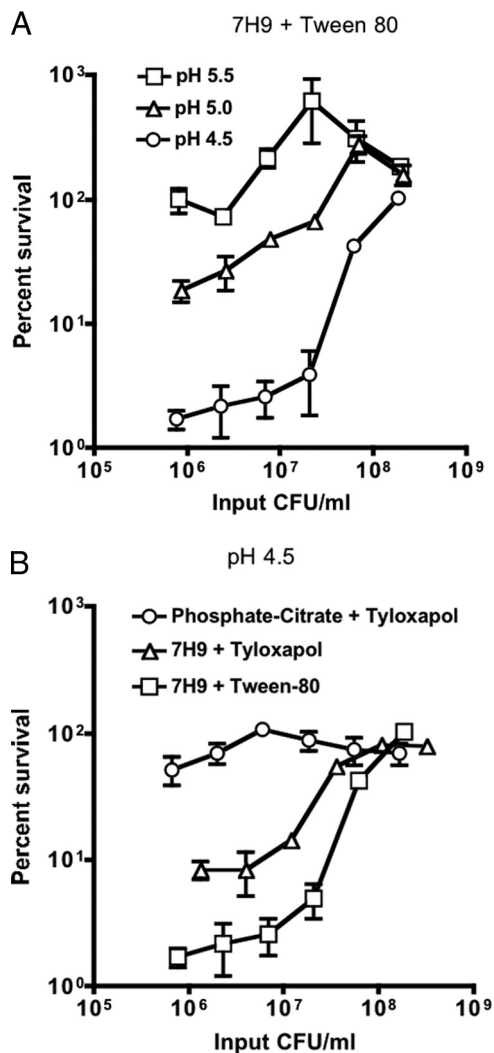 A
7H9 + Tween 80
10³
pH 5.5
pH 5.0
pH 4.5
10²
10¹
10⁰
Percent survival
10⁵ 10⁶ 10⁷ 10⁸ 10⁹
Input CFU/ml
B
pH 4.5
10³
Phosphate-Citrate + Tyloxapol
7H9 + Tyloxapol
7H9 + Tween-80
10²
10¹
10⁰
Percent survival
10⁵ 10⁶ 10⁷ 10⁸ 10⁹
Input CFU/ml